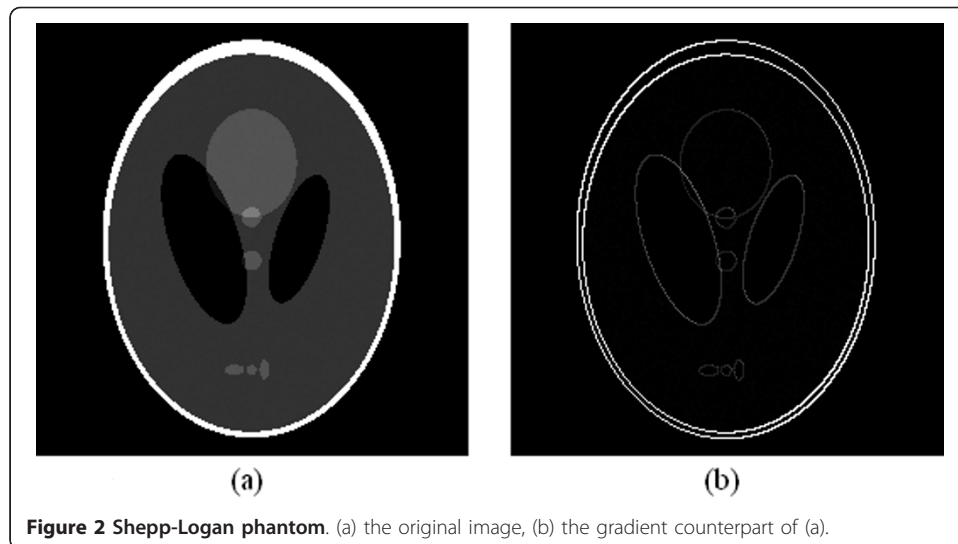 (a) (b)
Figure 2 Shepp-Logan phantom. (a) the original image, (b) the gradient counterpart of (a).